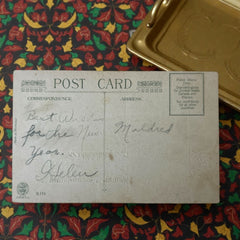 POST CARD
CORRESPONDENCE
ADDRESS
Best Wishes
for the New
Year.
Helen
Mildred